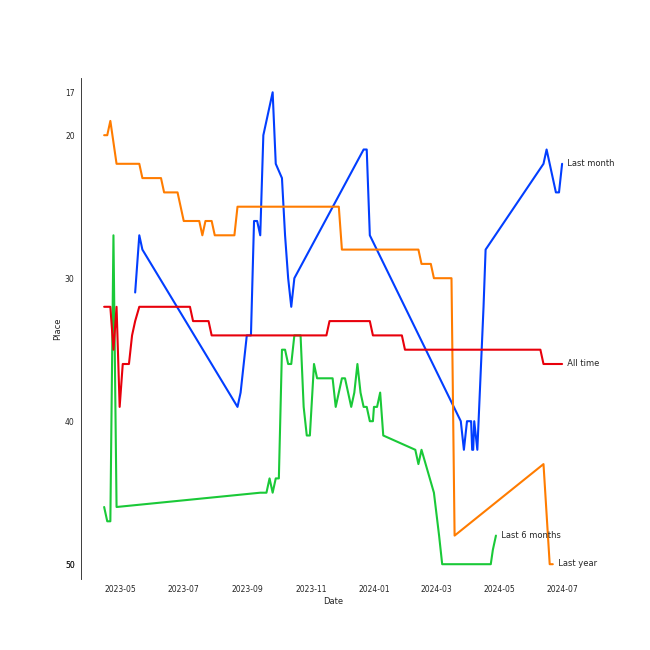 17
20
Last month
30
Place
All time
40
Last 6 months
50
Last year
2023-05 2023-07 2023-09 2023-11 2024-01 2024-03 2024-05 2024-07
Date